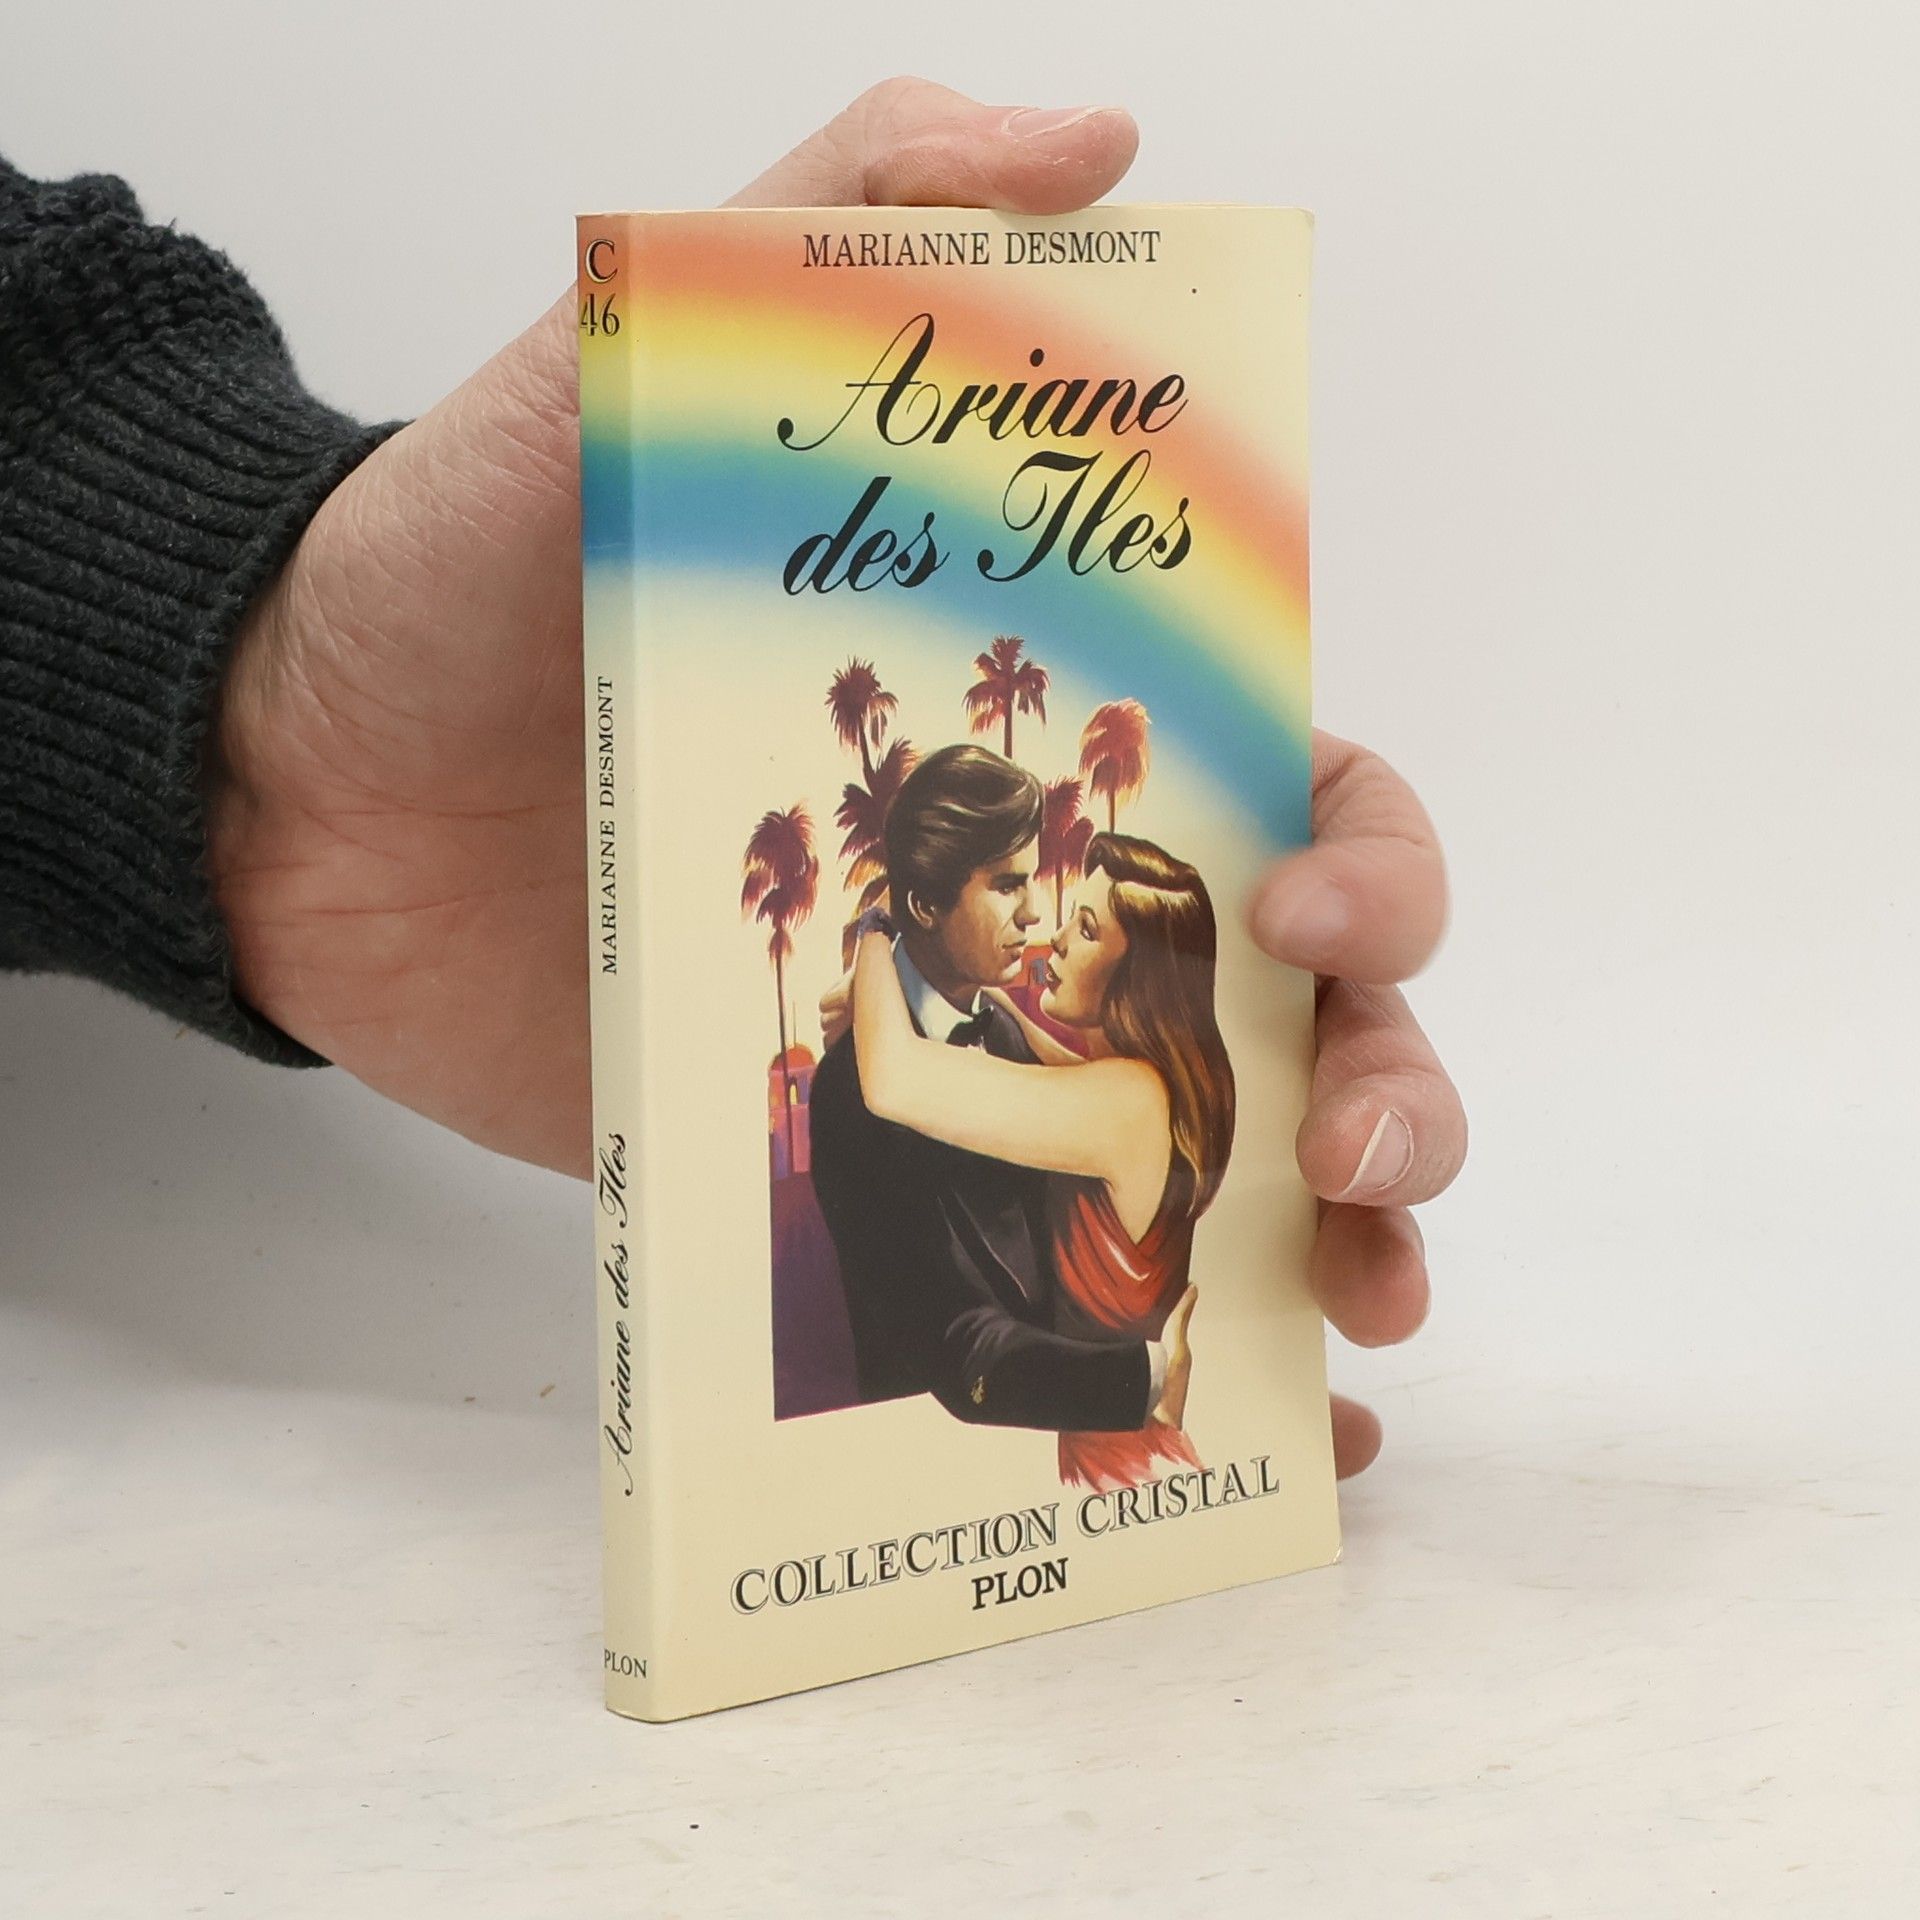 C
46
MARIANNE DESMONT
Ariane des Iles
PLON
MARIANNE DESMONT
Ariane
des Iles
COLLECTION CRISTAL
PLON